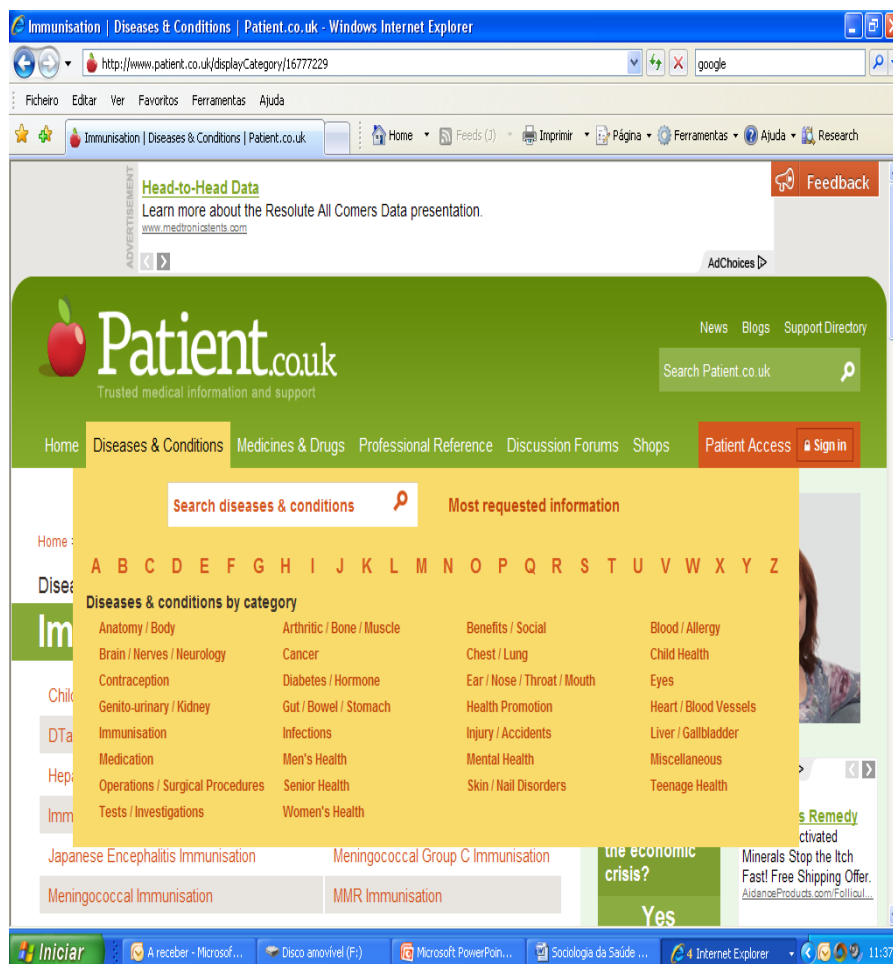 Immunisation | Diseases & Conditions | Patient.co.uk - Windows Internet Explorer
http://www.patient.co.uk/displayCategory/16777229
google
Ficheiro Editar Ver Favoritos Ferramentas Ajuda
Immunisation | Diseases & Conditions | Patient.co.uk
Home Feeds (J) Imprimir Página Ferramentas Ajuda Research
ADVERTISEMENT
Head-to-Head Data
Learn more about the Resolute All Comers Data presentation.
www.medtronicstents.com
AdChoices
Feedback
Patient.co.uk
Trusted medical information and support
News Blogs Support Directory
Search Patient.co.uk
Home Diseases & Conditions Medicines & Drugs Professional Reference Discussion Forums Shops Patient Access Sign in
Search diseases & conditions Most requested information
Home
A B C D E F G H I J K L M N O P Q R S T U V W X Y Z
Diseases & conditions by category
Anatomy / Body Arthritic / Bone / Muscle Benefits / Social Blood / Allergy
Brain / Nerves / Neurology Cancer Chest / Lung Child Health
Contraception Diabetes / Hormone Ear / Nose / Throat / Mouth Eyes
Genito-urinary / Kidney Gut / Bowel / Stomach Health Promotion Heart / Blood Vessels
Immunisation Infections Injury / Accidents Liver / Gallbladder
Medication Men's Health Mental Health Miscellaneous
Operations / Surgical Procedures Senior Health Skin / Nail Disorders Teenage Health
Tests / Investigations Women's Health
Japanese Encephalitis Immunisation Meningococcal Group C Immunisation
Meningococcal Immunisation MMR Immunisation
the economic
crisis?
Yes
s Remedy
ctivated
Minerals Stop the Itch
Fast! Free Shipping Offer.
AidanceProducts.com/Follicul...
Iniciar A receber - Microsof... Disco amovível (F:) Microsoft PowerPoin... Sociologia da Saúde ... 4 Internet Explorer 11:37